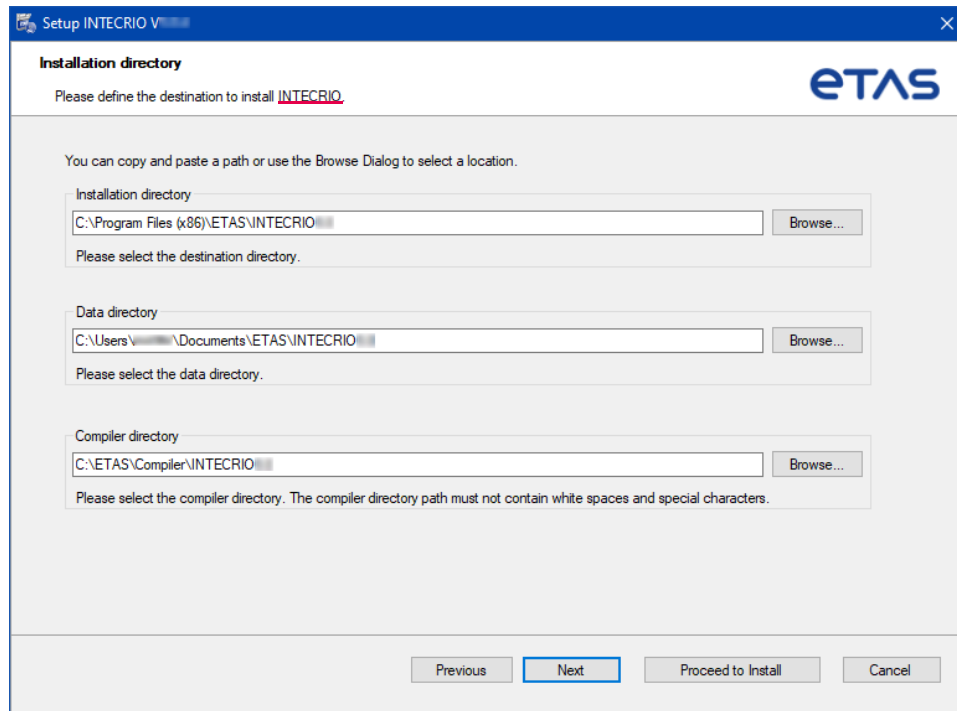 Setup INTECRIO V
Installation directory
Please define the destination to install INTECRIO.
eTAS
You can copy and paste a path or use the Browse Dialog to select a location.
Installation directory
C:\Program Files (x86)\ETAS\INTECRIO
Browse...
Please select the destination directory.
Data directory
C:\Users\ \Documents\ETAS\INTECRIO
Browse...
Please select the data directory.
Compiler directory
C:\ETAS\Compiler\INTECRIO
Browse...
Please select the compiler directory. The compiler directory path must not contain white spaces and special characters.
Previous
Next
Proceed to Install
Cancel